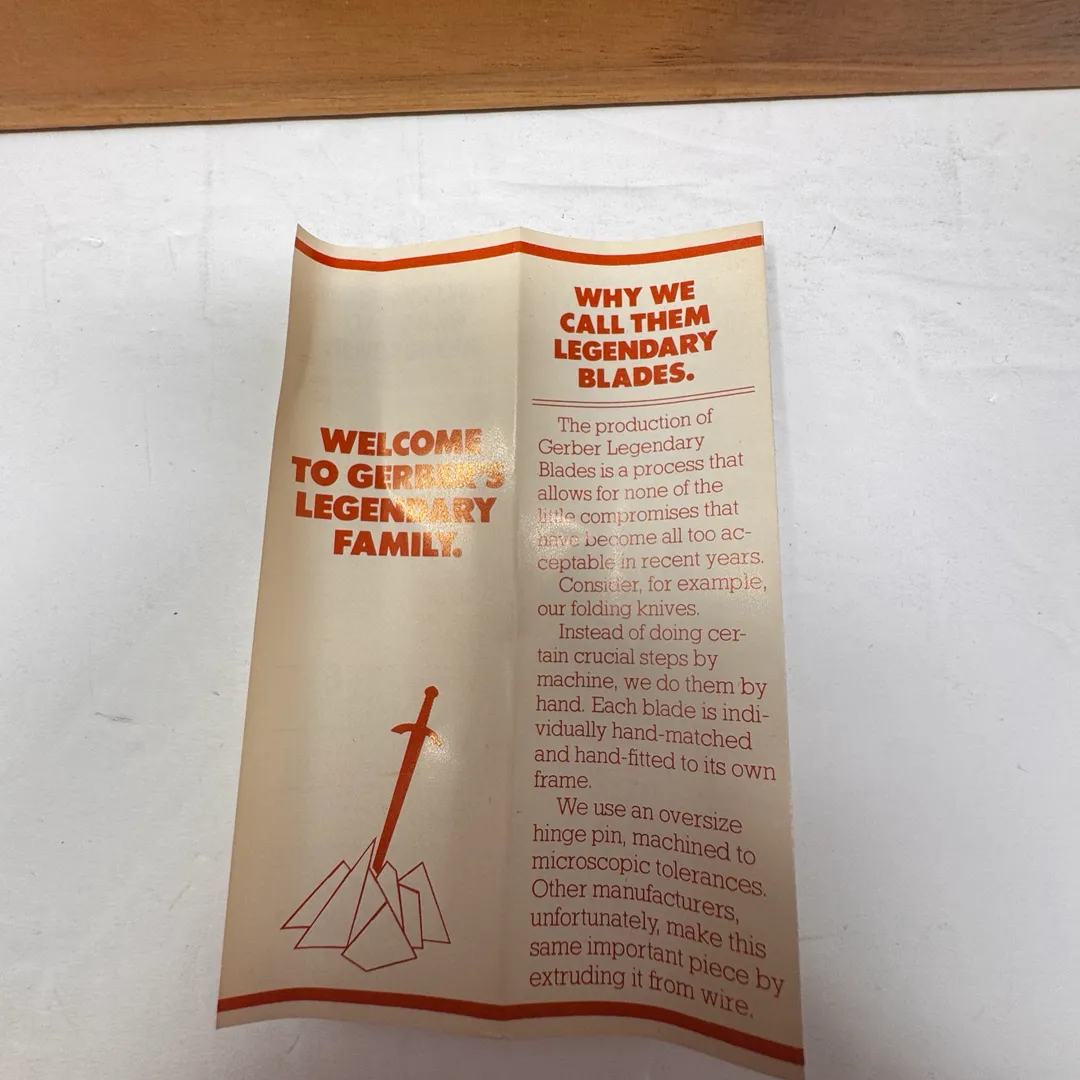 WELCOME
TO GERBER'S
LEGENDARY
FAMILY.
WHY WE
CALL THEM
LEGENDARY
BLADES.
The production of
Gerber Legendary
Blades is a process that
allows for none of the
little compromises that
have become all too ac-
ceptable in recent years.
Consider, for example,
our folding knives.
Instead of doing cer-
tain crucial steps by
machine, we do them by
hand. Each blade is indi-
vidually hand-matched
and hand-fitted to its own
frame.
We use an oversize
hinge pin, machined to
microscopic tolerances.
Other manufacturers,
unfortunately, make this
same important piece by
extruding it from wire.